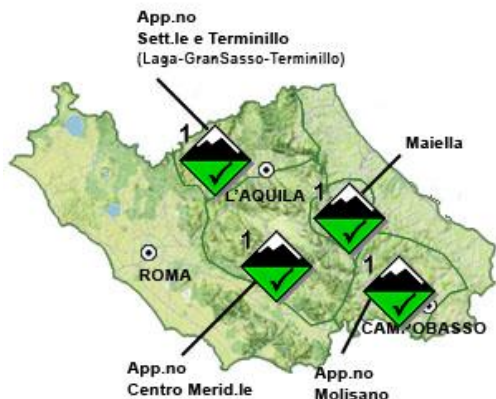 App.no
Sett.le e Terminillo
(Laga-GranSasso-Terminillo)
1
L'AQUILA
Maiella
1
1
ROMA
1
CAMPOBASSO
App.no
Centro Merid.le
App.no
Molisano